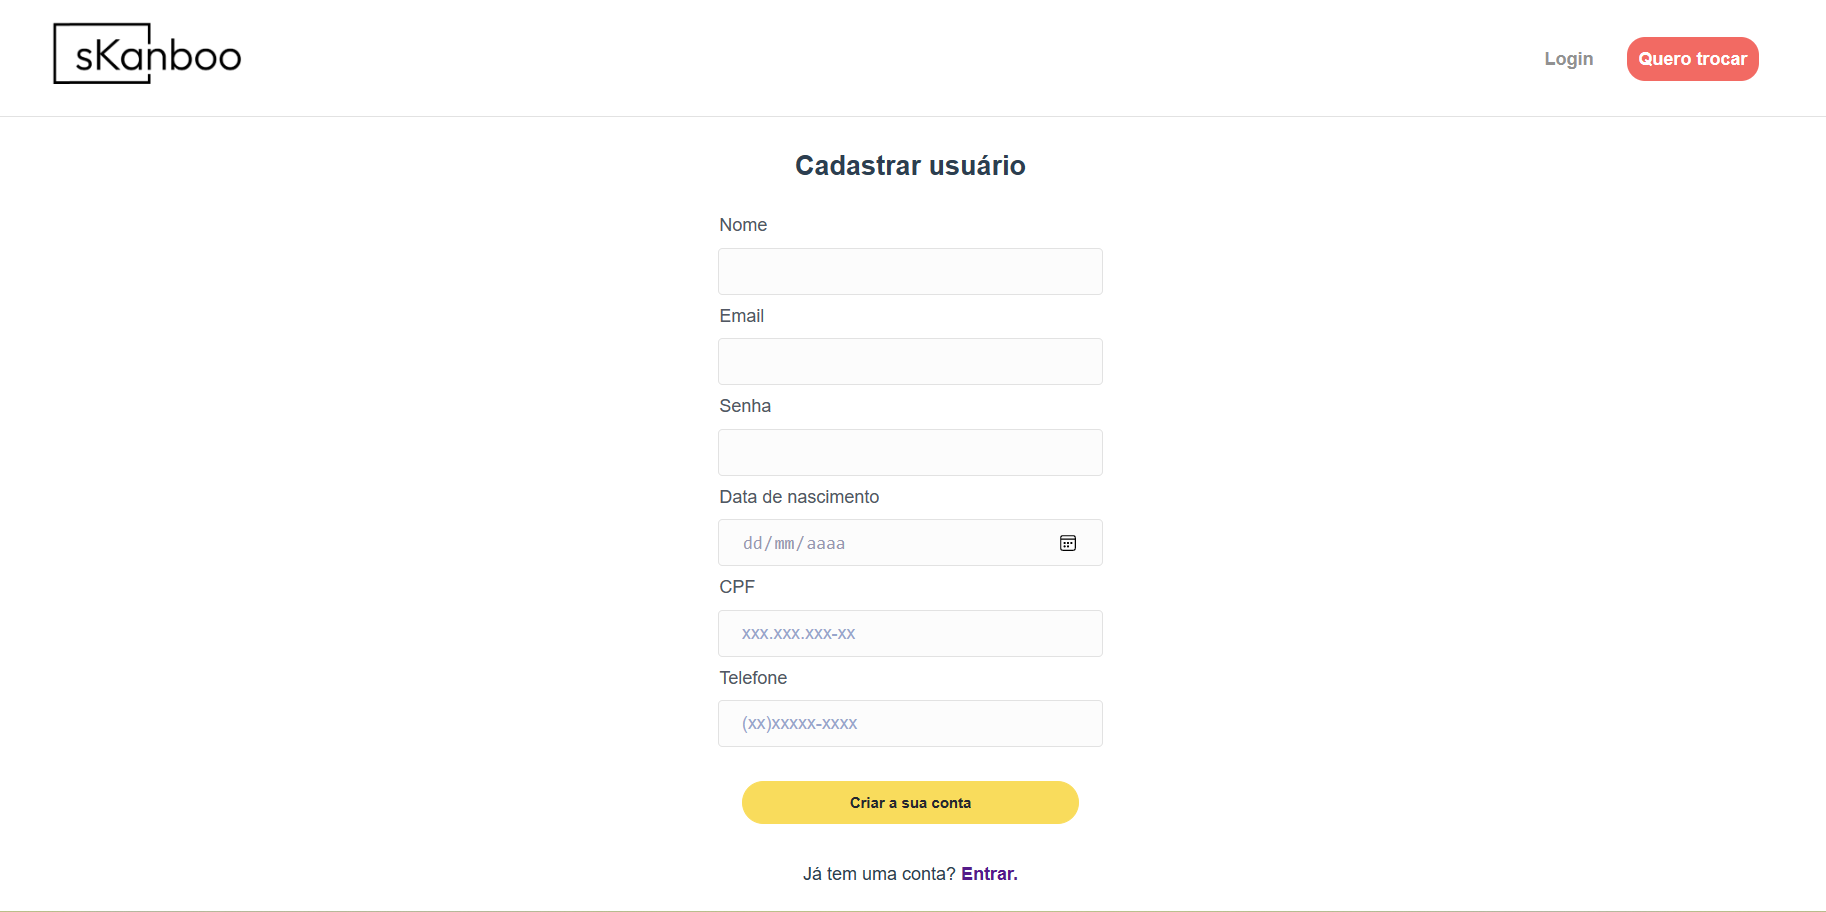 sKanboo
Login
Quero trocar
Cadastrar usuário
Nome
Email
Senha
Data de nascimento
dd/mm/aaaa
CPF
xxx.xxx.xxx-xx
Telefone
(xx)xxxxx-xxxx
Criar a sua conta
Já tem uma conta? Entrar.